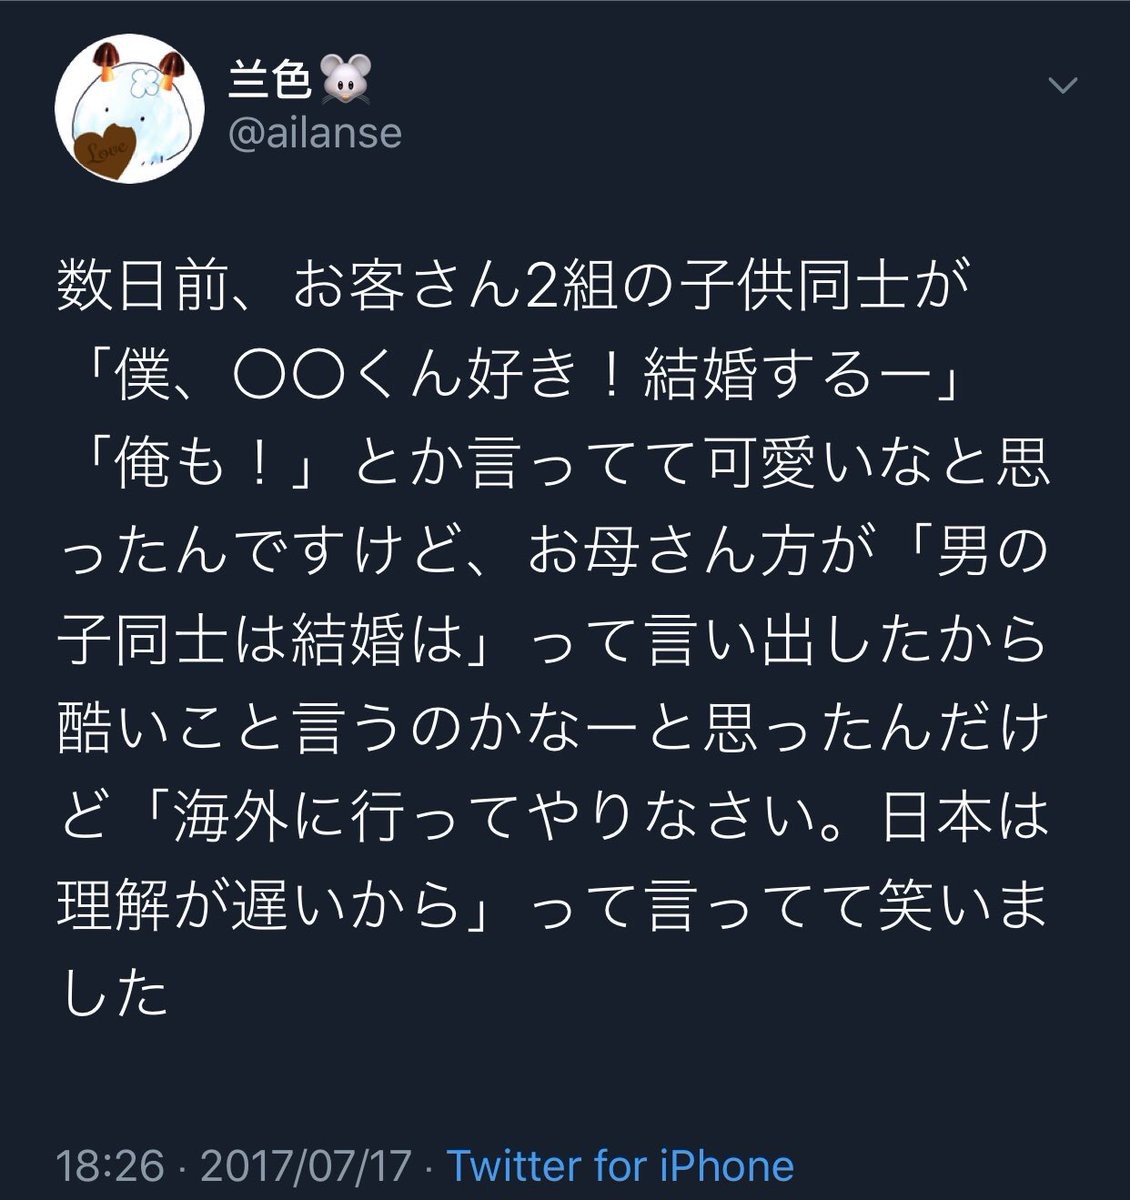 兰色🐭
@ailanse
数日前、お客さん2組の子供同士が
「僕、〇〇くん好き！結婚するー」
「俺も！」とか言ってて可愛いなと思
ったんですけど、お母さん方が「男の
子同士は結婚は」って言い出したから
酷いこと言うのかなーと思ったんだけ
ど「海外に行ってやりなさい。日本は
理解が遅いから」って言ってて笑いま
した
18:26 · 2017/07/17 · Twitter for iPhone
Love